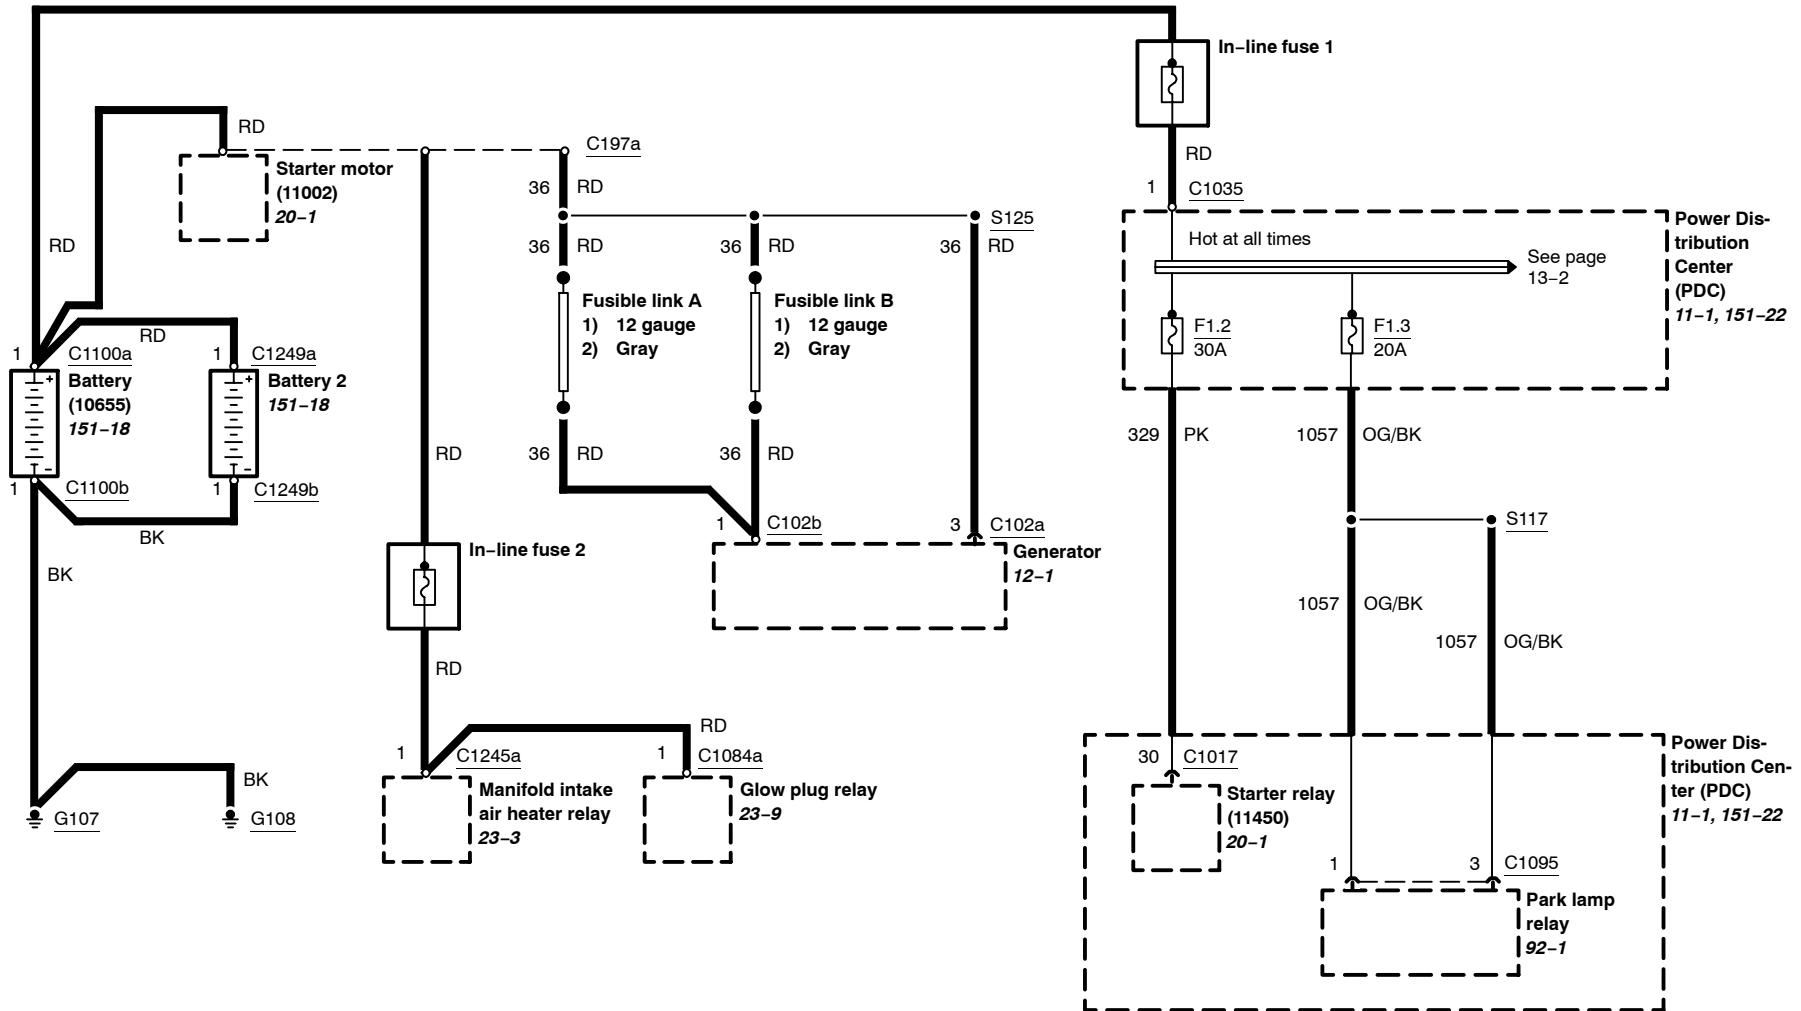 In–line fuse 1
RD
1 C1035
RD
Starter motor
(11002)
20–1
C197a
36 RD
S125
36 RD
36 RD
36 RD
RD
Fusible link A
1) 12 gauge
2) Gray
Fusible link B
1) 12 gauge
2) Gray
Hot at all times
See page
13–2
F1.2
30A
F1.3
20A
Power Dis-
tribution
Center
(PDC)
11–1, 151–22
RD
1 C1100a
1 C1249a
Battery
(10655)
151–18
+
–
Battery 2
151–18
+
–
1 C1100b
1 C1249b
BK
BK
RD
36 RD
36 RD
1 C102b
3 C102a
Generator
12–1
In–line fuse 2
RD
329 PK
1057 OG/BK
S117
1057 OG/BK
1057 OG/BK
RD
1 C1245a
1 C1084a
Manifold intake
air heater relay
23–3
Glow plug relay
23–9
BK
G107
G108
30 C1017
Starter relay
(11450)
20–1
Power Dis-
tribution Cen-
ter (PDC)
11–1, 151–22
1
3 C1095
Park lamp
relay
92–1